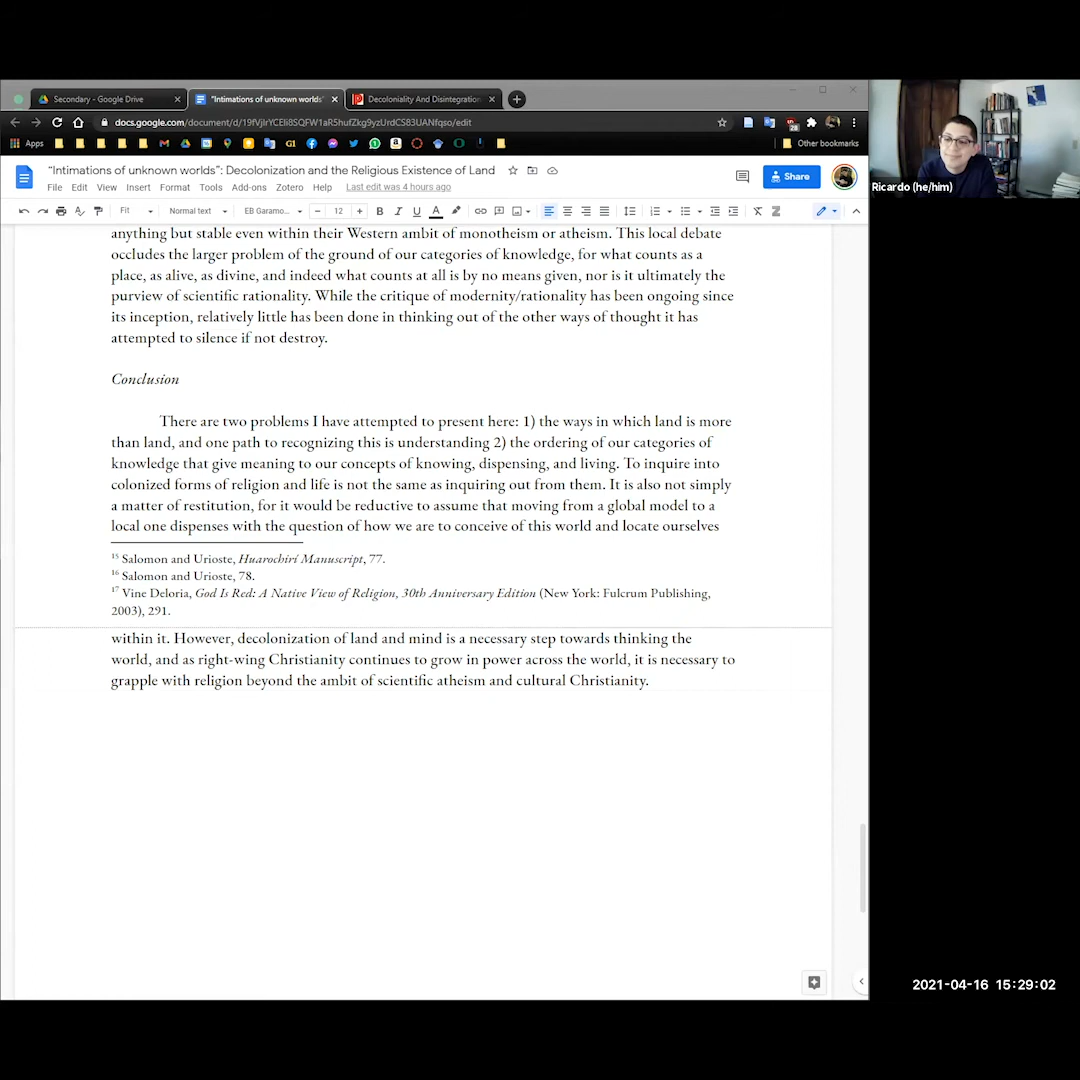 Secondary - Google Drive
"Intimations of unknown worlds"
Decoloniality And Disintegration
docs.google.com/document/d/19fVjIrYCEli8SQFW1aR5hufZkg9yzUrdCS83UANfqso/edit
Apps
Other bookmarks
“Intimations of unknown worlds”: Decolonization and the Religious Existence of Land
File Edit View Insert Format Tools Add-ons Zotero Help Last edit was 4 hours ago
Share
Fit Normal text EB Garamo... 12 B I U A Z
anything but stable even within their Western ambit of monotheism or atheism. This local debate
occludes the larger problem of the ground of our categories of knowledge, for what counts as a
place, as alive, as divine, and indeed what counts at all is by no means given, nor is it ultimately the
purview of scientific rationality. While the critique of modernity/rationality has been ongoing since
its inception, relatively little has been done in thinking out of the other ways of thought it has
attempted to silence if not destroy.
Conclusion
There are two problems I have attempted to present here: 1) the ways in which land is more
than land, and one path to recognizing this is understanding 2) the ordering of our categories of
knowledge that give meaning to our concepts of knowing, dispensing, and living. To inquire into
colonized forms of religion and life is not the same as inquiring out from them. It is also not simply
a matter of restitution, for it would be reductive to assume that moving from a global model to a
local one dispenses with the question of how we are to conceive of this world and locate ourselves
15 Salomon and Urioste, Huarochirí Manuscript, 77.
16 Salomon and Urioste, 78.
17 Vine Deloria, God Is Red: A Native View of Religion, 30th Anniversary Edition (New York: Fulcrum Publishing,
2003), 291.
within it. However, decolonization of land and mind is a necessary step towards thinking the
world, and as right-wing Christianity continues to grow in power across the world, it is necessary to
grapple with religion beyond the ambit of scientific atheism and cultural Christianity.
Ricardo (he/him)
2021-04-16 15:29:02